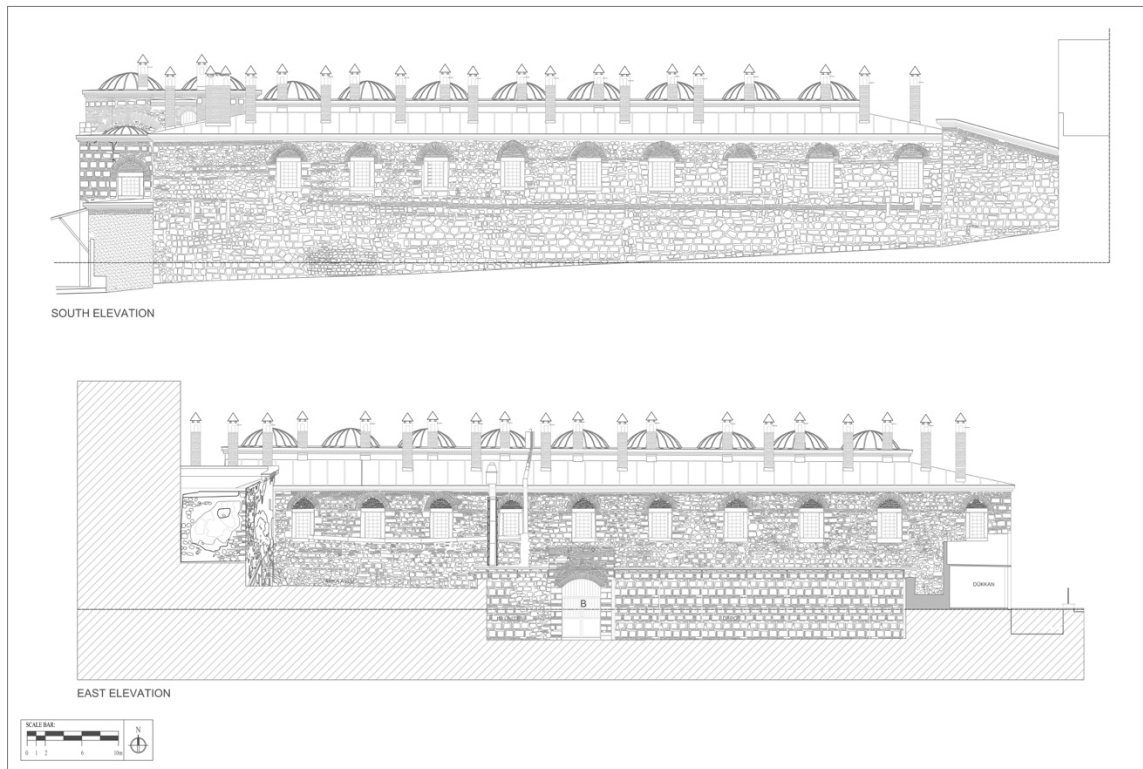 SOUTH ELEVATION
B
DÜKKAN
EAST ELEVATION
SCALE BAR:
N
0 1 2 6 10m